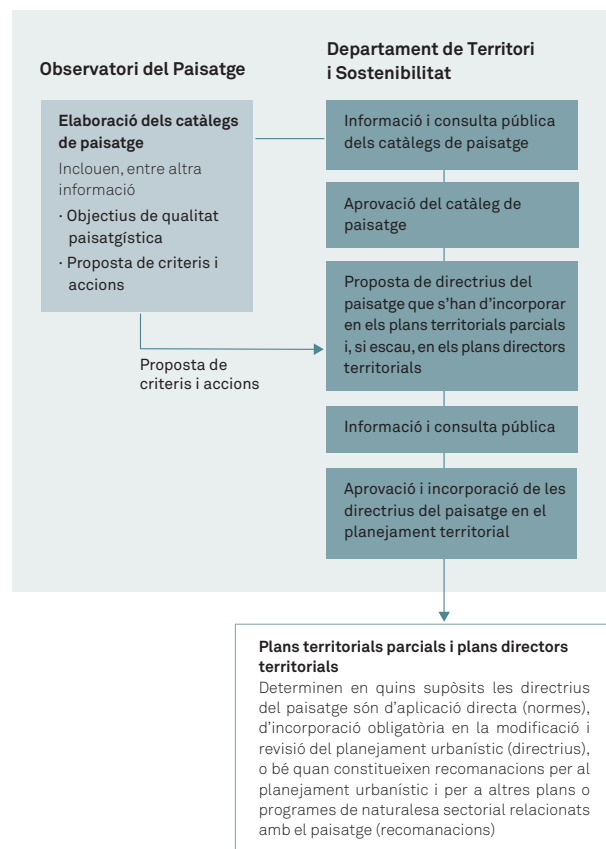 Observatori del Paisatge
Departament de Territori
i Sostenibilitat
Elaboració dels catàlegs
de paisatge
Inclouen, entre altra
informació
· Objectius de qualitat
paisatgística
· Proposta de criteris i
accions
Proposta de
criteris i accions
Informació i consulta pública
dels catàlegs de paisatge
Aprovació del catàleg de
paisatge
Proposta de directrius del
paisatge que s'han d'incorporar
en els plans territorials parcials
i, si escau, en els plans directors
territorials
Informació i consulta pública
Aprovació i incorporació de les
directrius del paisatge en el
planejament territorial
Plans territorials parcials i plans directors
territorials
Determinen en quins supòsits les directrius
del paisatge són d'aplicació directa (normes),
d'incorporació obligatòria en la modificació i
revisió del planejament urbanístic (directrius),
o bé quan constitueixen recomanacions per al
planejament urbanístic i per a altres plans o
programes de naturalesa sectorial relacionats
amb el paisatge (recomanacions)